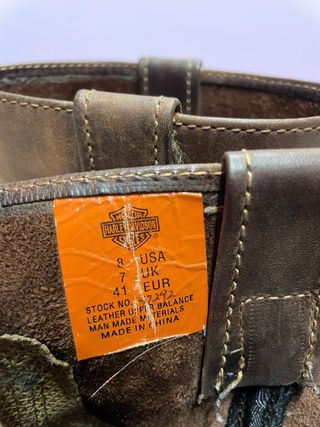 HARLEY-DAVIDSON
8 USA
7 UK
41 EUR
STOCK NO.
LEATHER UPPER BALANCE
MAN MADE MATERIALS
MADE IN CHINA